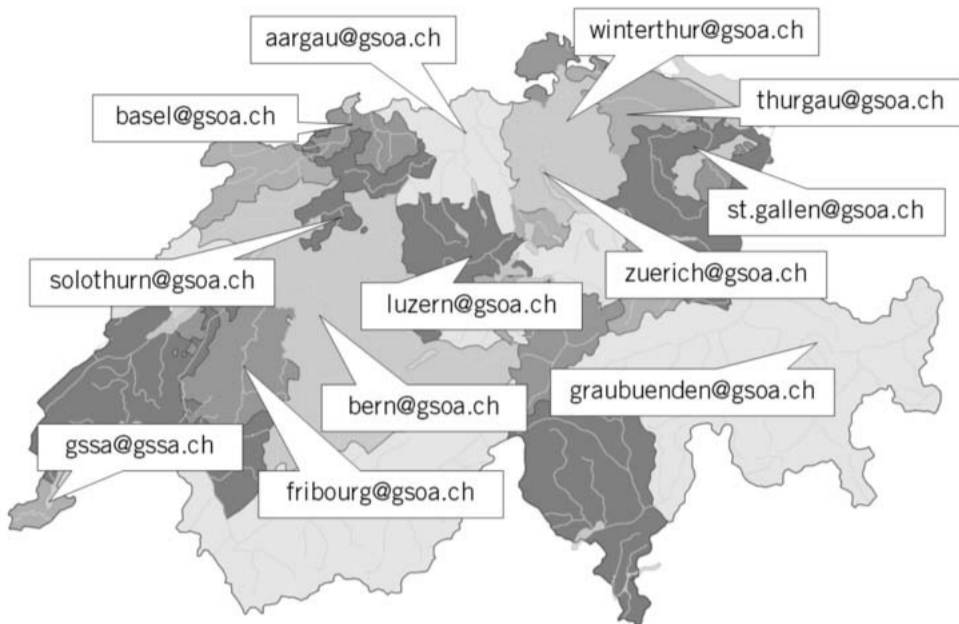 aargau@gsoa.ch
winterthur@gsoa.ch
basel@gsoa.ch
thurgau@gsoa.ch
st.gallen@gsoa.ch
solothurn@gsoa.ch
luzern@gsoa.ch
zuerich@gsoa.ch
graubuenden@gsoa.ch
bern@gsoa.ch
gssa@gssa.ch
fribourg@gsoa.ch